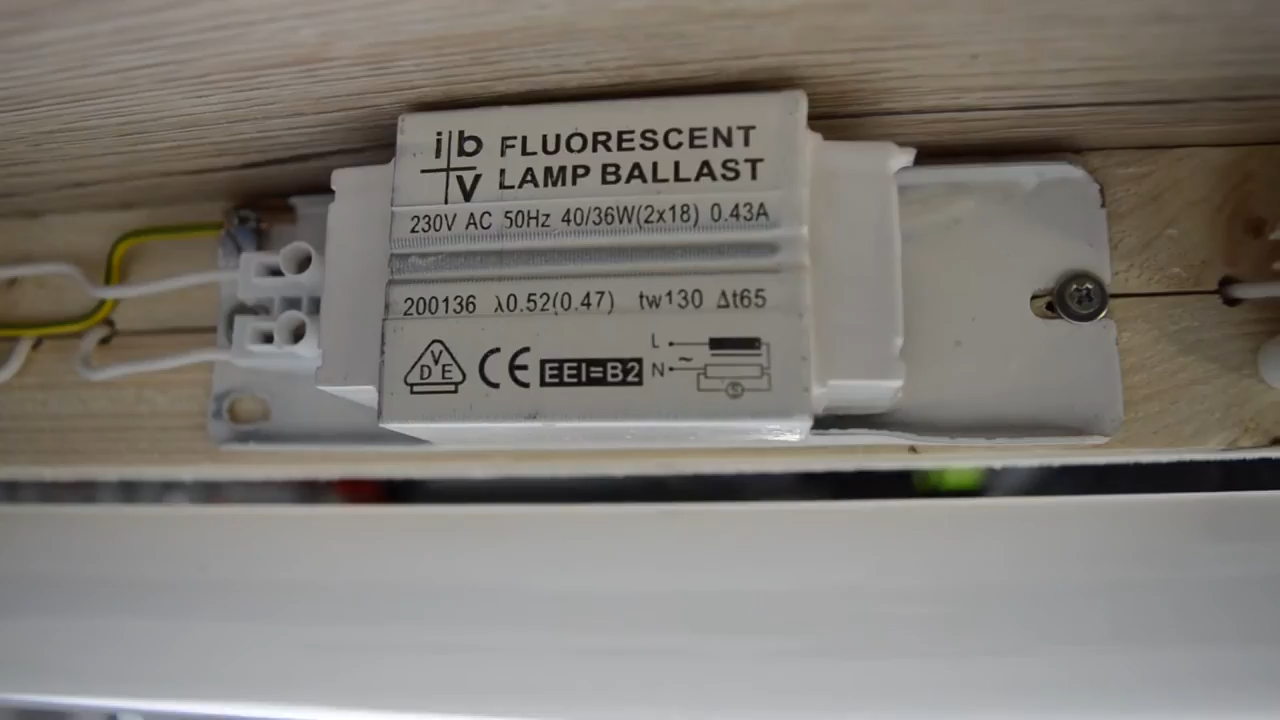 ib
V
FLUORESCENT
LAMP BALLAST
230V AC 50Hz 40/36W(2x18) 0.43A
200136 λ0.52(0.47) tw130 Δt65
DVE CE EEI=B2
L
N ~
S